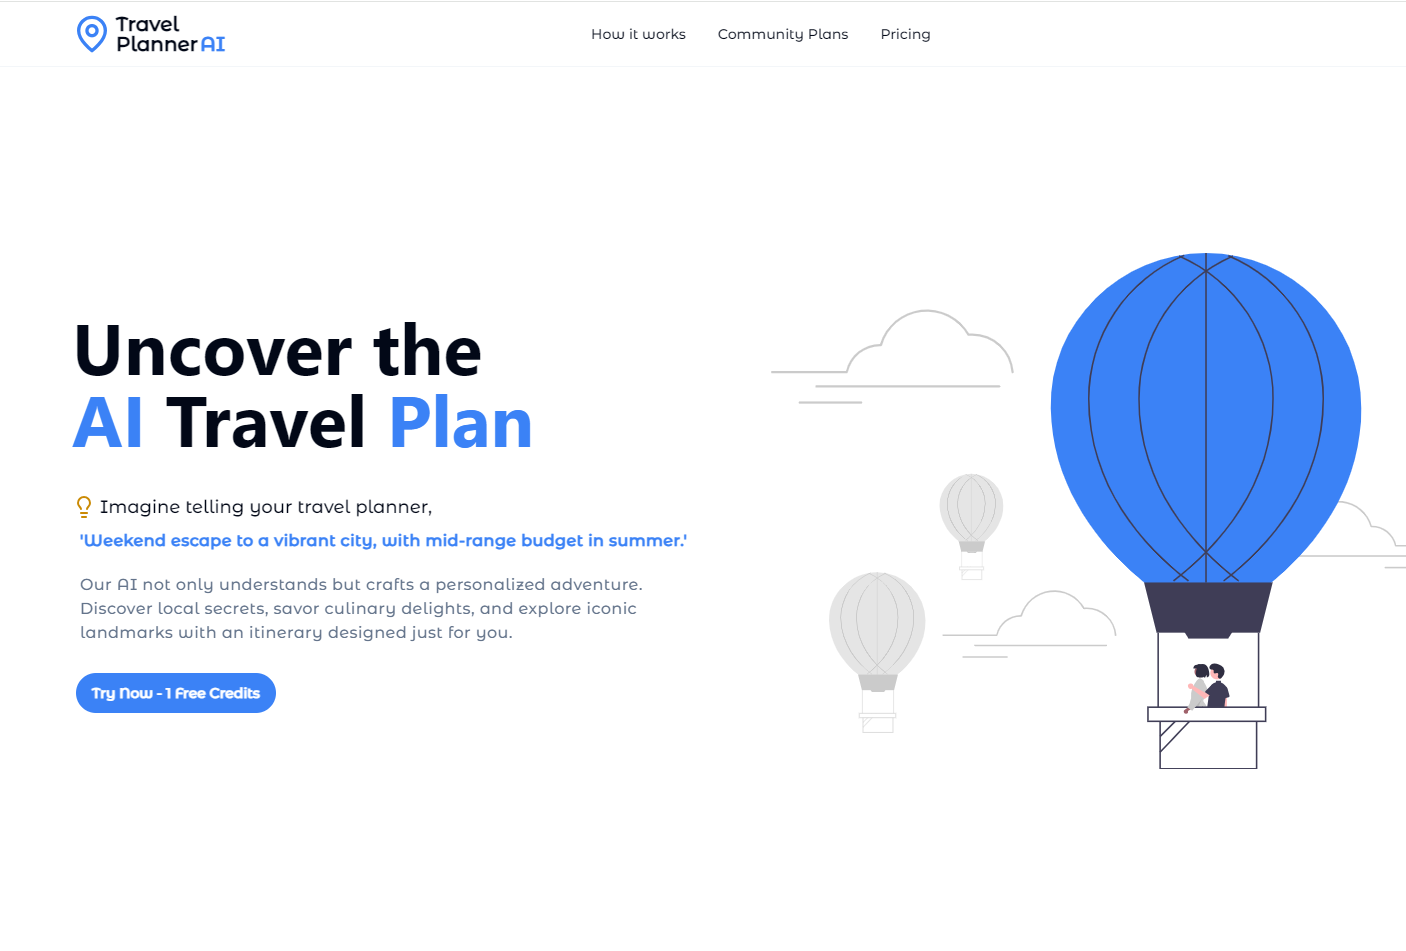 Travel
Planner AI
How it works
Community Plans
Pricing
Uncover the
AI Travel Plan
Imagine telling your travel planner,
'Weekend escape to a vibrant city, with mid-range budget in summer.'
Our AI not only understands but crafts a personalized adventure.
Discover local secrets, savor culinary delights, and explore iconic
landmarks with an itinerary designed just for you.
Try Now - 1 Free Credits